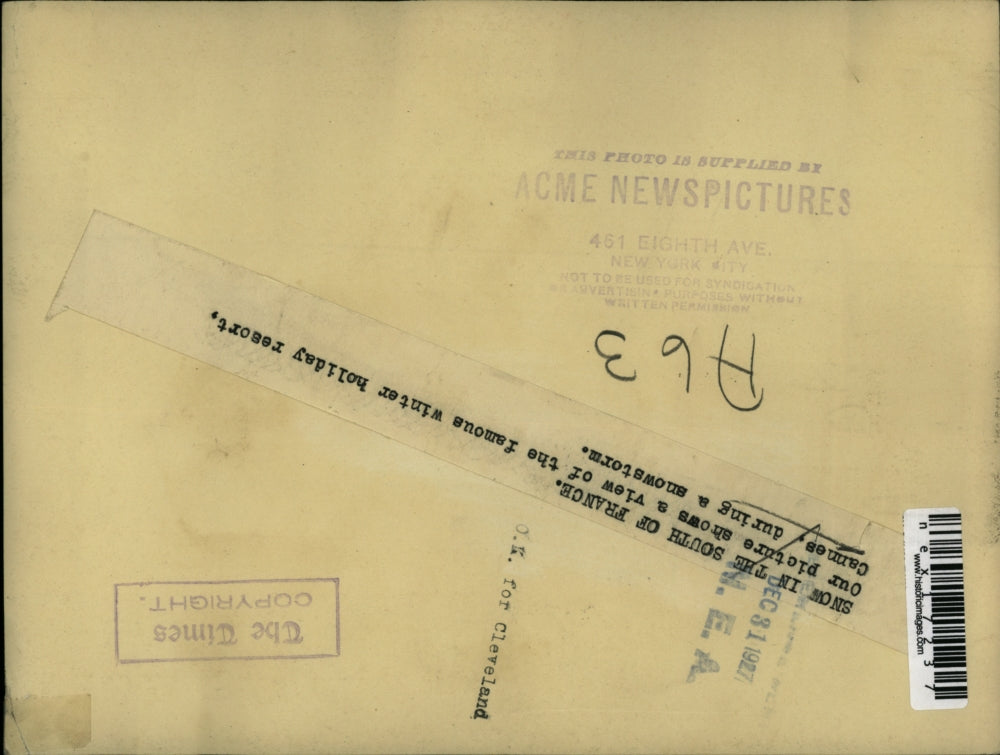 THIS PHOTO IS SUPPLIED BY
ACME NEWSPICTURES
461 EIGHTH AVE.
NEW YORK CITY
NOT TO BE USED FOR SYNDICATION
OR ADVERTISING PURPOSES WITHOUT
WRITTEN PERMISSION
A63
SNOW IN THE SOUTH OF FRANCE.
Our picture shows a view of the famous winter holiday resort,
Cannes, during a snowstorm.
DEC 31 1927
N. E. A
O.K. for Cleveland
The Times
COPYRIGHT.
nex17237
www.historicimages.com